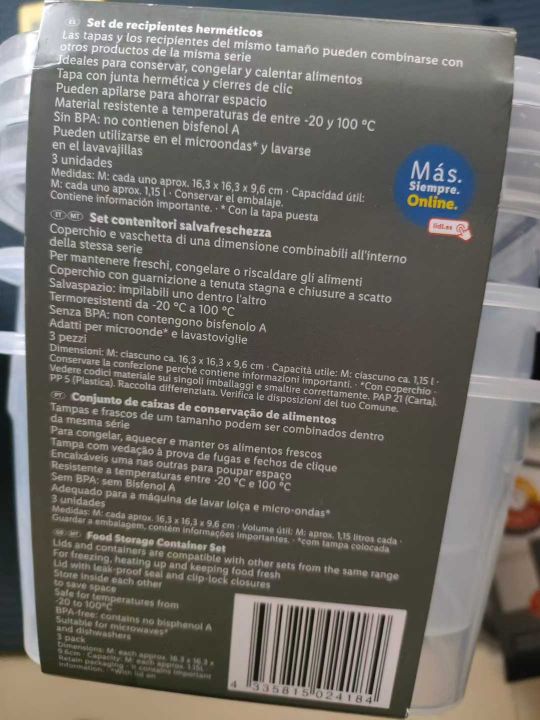 ES Set de recipientes herméticos
Las tapas y los recipientes del mismo tamaño pueden combinarse con
otros productos de la misma serie
Ideales para conservar, congelar y calentar alimentos
Tapa con junta hermética y cierres de clic
Pueden apilarse para ahorrar espacio
Material resistente a temperaturas de entre -20 y 100 °C
Sin BPA: no contienen bisfenol A
Pueden utilizarse en el microondas* y lavarse
en el lavavajillas
3 unidades
Medidas: M: cada uno aprox. 16,3 x 16,3 x 9,6 cm · Capacidad útil:
M: cada uno aprox. 1,15 l · Conservar el embalaje.
Contiene información importante. · * Con la tapa puesta
Más.
Siempre.
Online.
lidl.es
IT MT Set contenitori salvafreschezza
Coperchio e vaschetta di una dimensione combinabili all'interno
della stessa serie
Per mantenere freschi, congelare o riscaldare gli alimenti
Coperchio con guarnizione a tenuta stagna e chiusure a scatto
Salvaspazio: impilabili uno dentro l'altro
Termoresistenti da -20 °C a 100 °C
Senza BPA: non contengono bisfenolo A
Adatti per microonde* e lavastoviglie
3 pezzi
Dimensioni: M: ciascuno ca. 16,3 x 16,3 x 9,6 cm · Capacità utile: M: ciascuno ca. 1,15 l ·
Conservare la confezione perché contiene informazioni importanti. · *Con coperchio ·
Vedere codici materiale sui singoli imballaggi e smaltire correttamente. PAP 21 (Carta).
PP 5 (Plastica). Raccolta differenziata. Verifica le disposizioni del tuo Comune.
PT Conjunto de caixas de conservação de alimentos
Tampas e frascos de um tamanho podem ser combinados dentro
da mesma série
Para congelar, aquecer e manter os alimentos frescos
Tampa com vedação à prova de fugas e fechos de clique
Encaixáveis uma nas outras para poupar espaço
Resistente a temperaturas entre -20 °C e 100 °C
Sem BPA: sem Bisfenol A
Adequado para a máquina de lavar loiça e micro-ondas*
3 unidades
Medidas: M: cada aprox. 16,3 x 16,3 x 9,6 cm · Volume útil: M: aprox. 1,15 litros cada ·
Guardar a embalagem, contém informações importantes. · *com tampa colocada
GB MT Food Storage Container Set
Lids and containers are compatible with other sets from the same range
For freezing, heating up and keeping food fresh
Lid with leak-proof seal and clip-lock closures
Store inside each other
to save space
Safe for temperatures from
-20 to 100°C
BPA-free: contains no bisphenol A
Suitable for microwaves*
and dishwashers
3 pack
Dimensions: M: each approx. 16.3 x 16.3 x
9.6cm · Capacity: M: each approx. 1.15L
Retain packaging - it contains important
information. · *With lid on
4 335815 024184